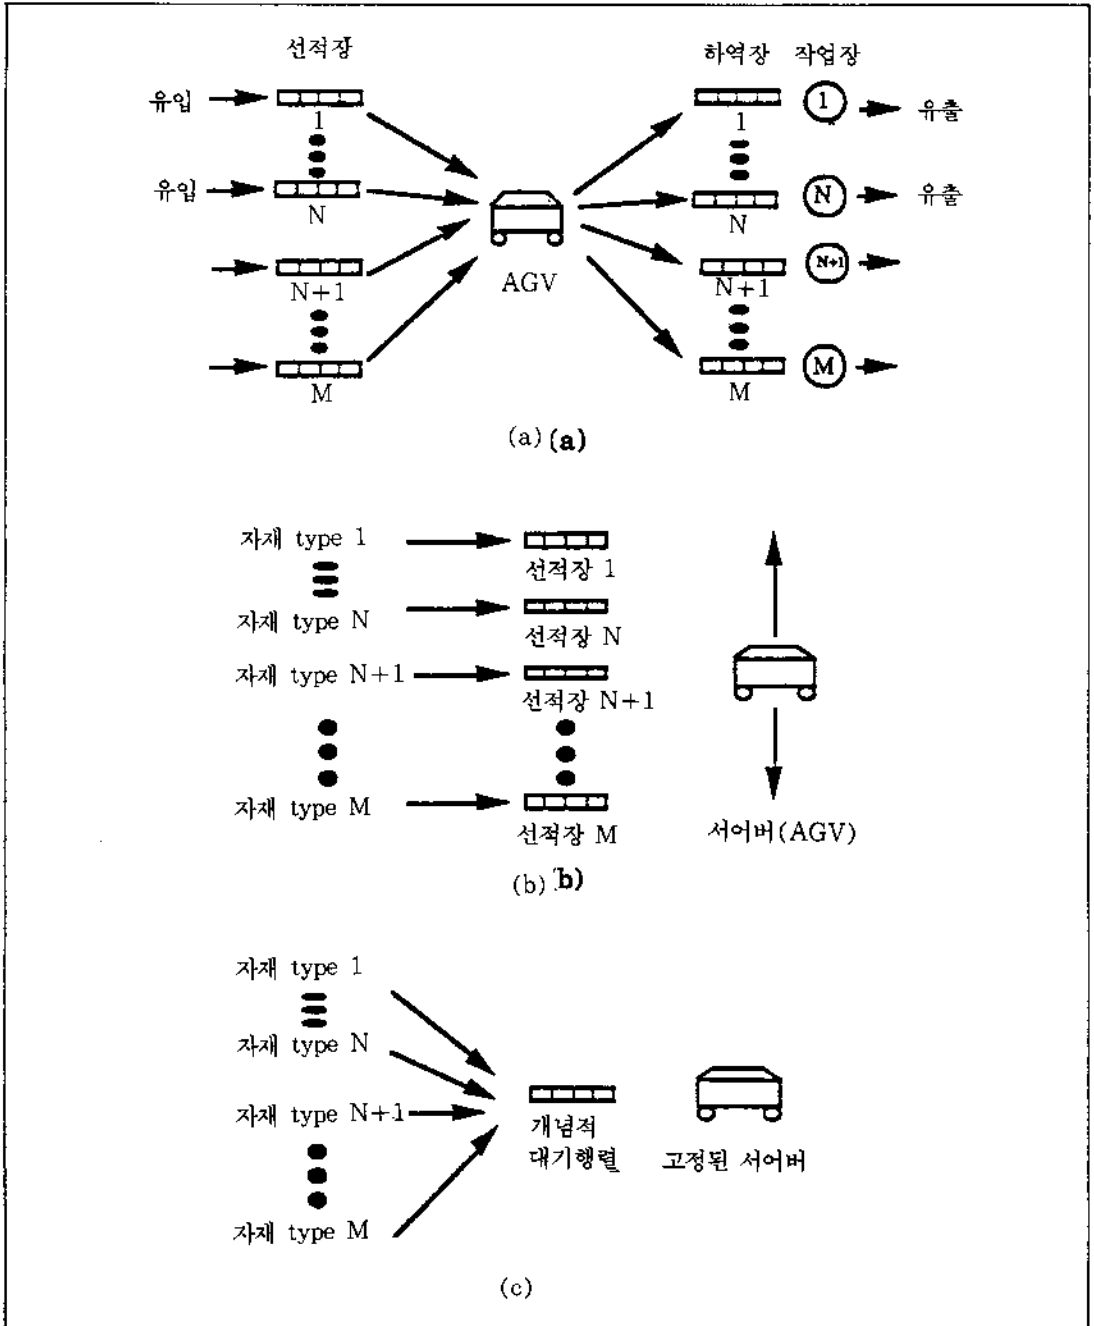 선적장 하역장 작업장
유입 1 유출
1 1
유입 N 유출
N N
N+1
N+1 AGV N+1
M
M M
(a) (a)
자재 type 1
선적장 1
자재 type N
선적장 N
자재 type N+1
선적장 N+1
자재 type M
선적장 M 서어버(AGV)
(b) b)
자재 type 1
자재 type N
자재 type N+1
개념적
대기행렬 고정된 서어버
자재 type M
(c)